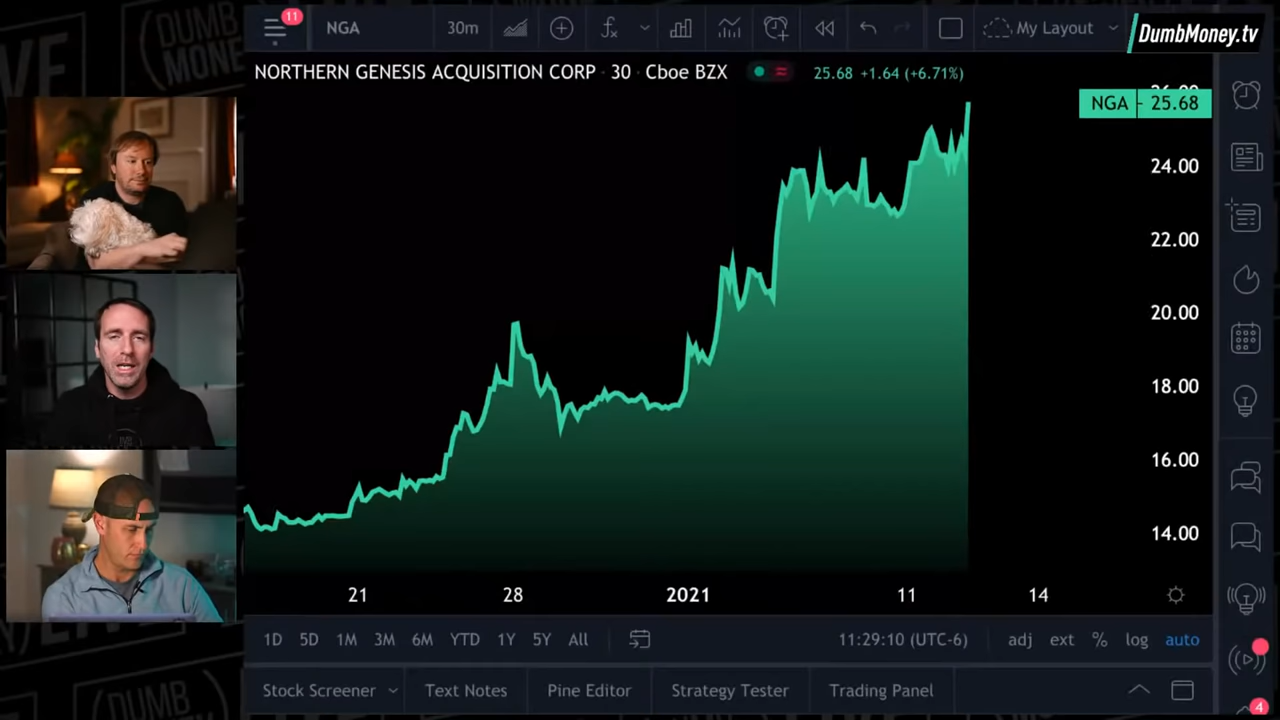 11
NGA
30m
My Layout
DumbMoney.tv
NORTHERN GENESIS ACQUISITION CORP · 30 · Cboe BZX
25.68 +1.64 (+6.71%)
NGA
25.68
24.00
22.00
20.00
18.00
16.00
14.00
21
28
2021
11
14
1D
5D
1M
3M
6M
YTD
1Y
5Y
All
11:29:10 (UTC-6)
adj
ext
%
log
auto
Stock Screener
Text Notes
Pine Editor
Strategy Tester
Trading Panel
4
DUMB
MONEY